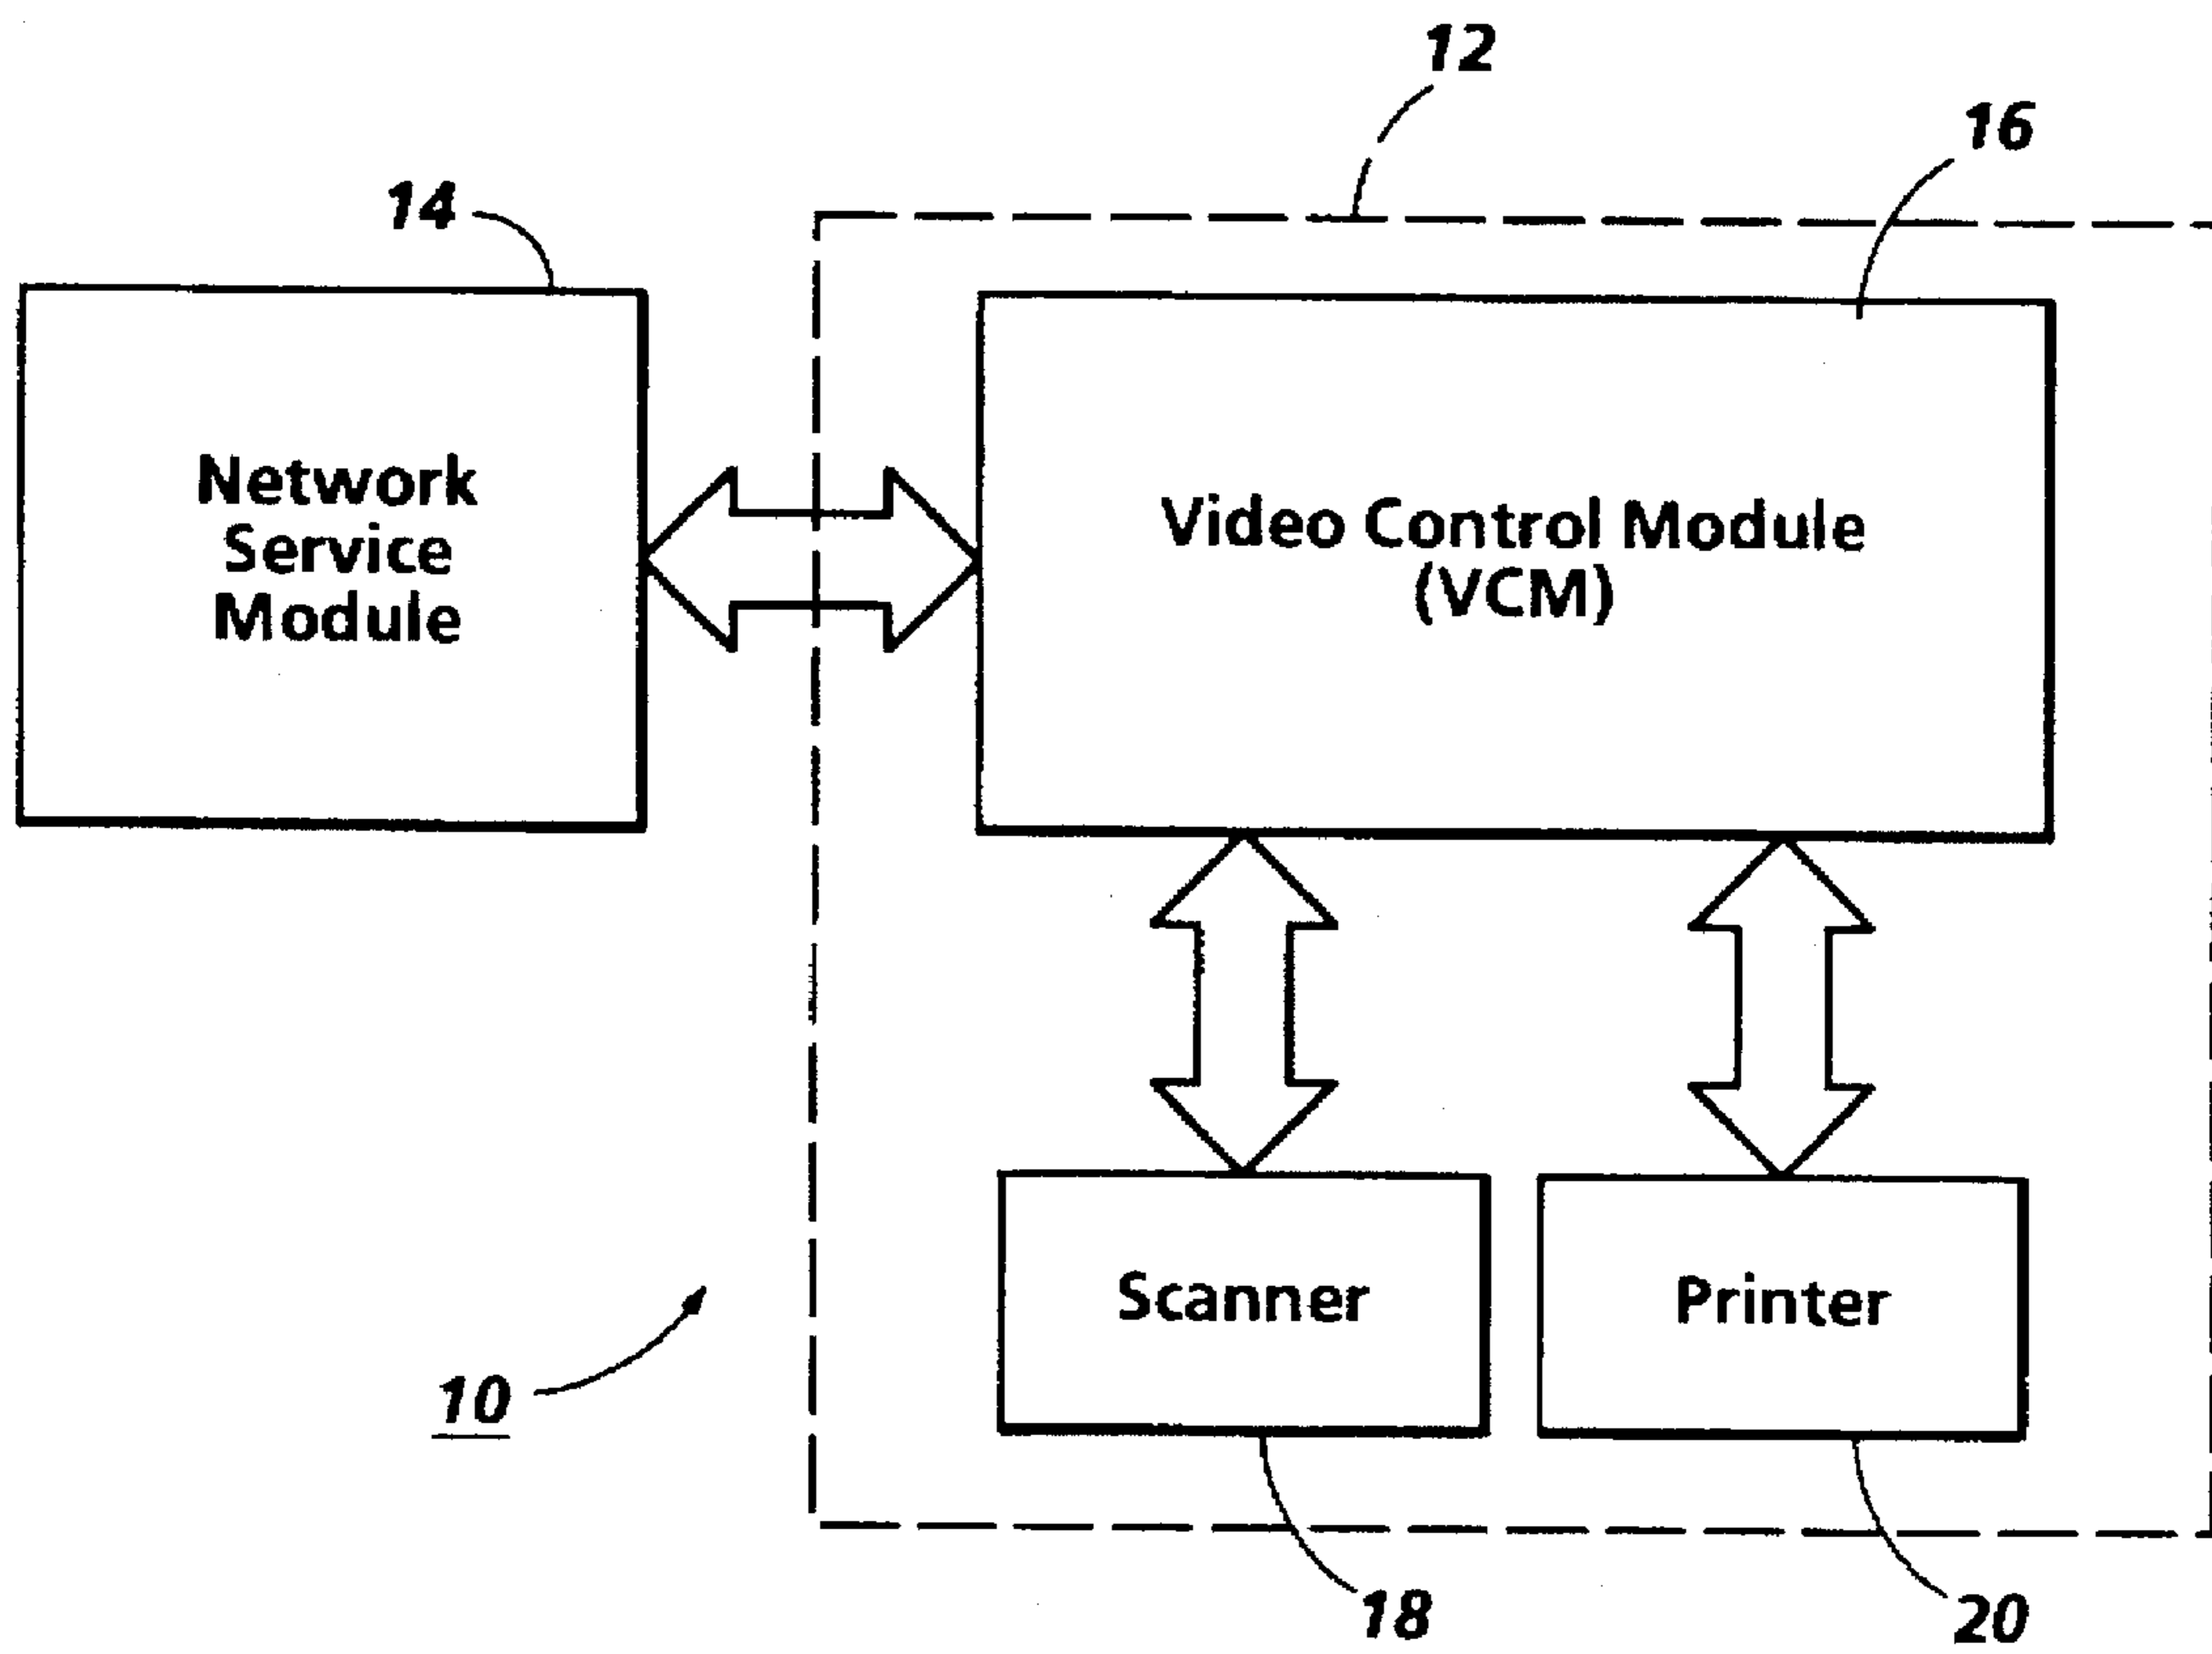 12
16
14
Network
Service
Module
Video Control Module
(VCM)
Scanner
Printer
10
18
20